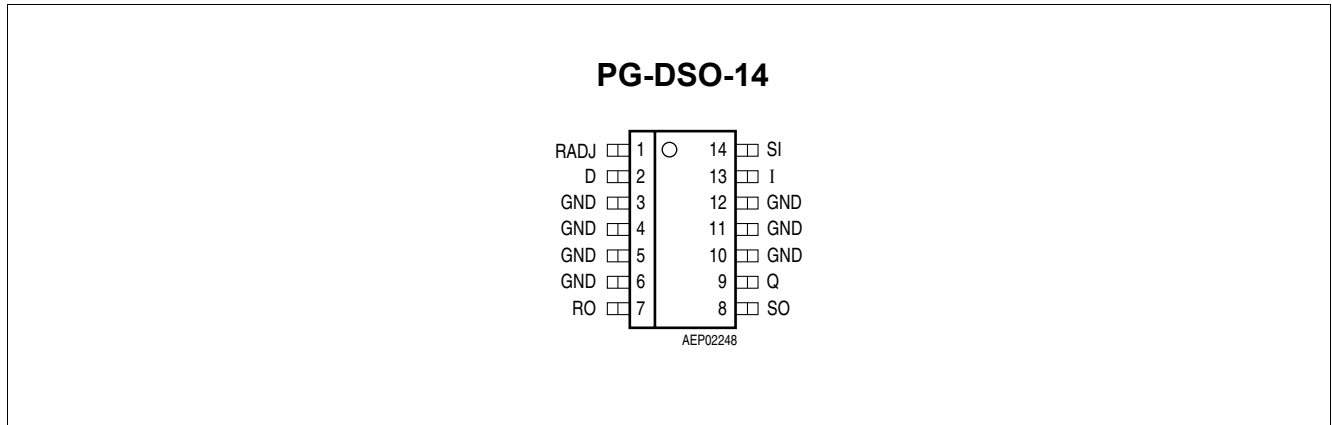 PG-DSO-14
RADJ 1 14 SI
D 2 13 I
GND 3 12 GND
GND 4 11 GND
GND 5 10 GND
GND 6 9 Q
RO 7 8 SO
AEP02248